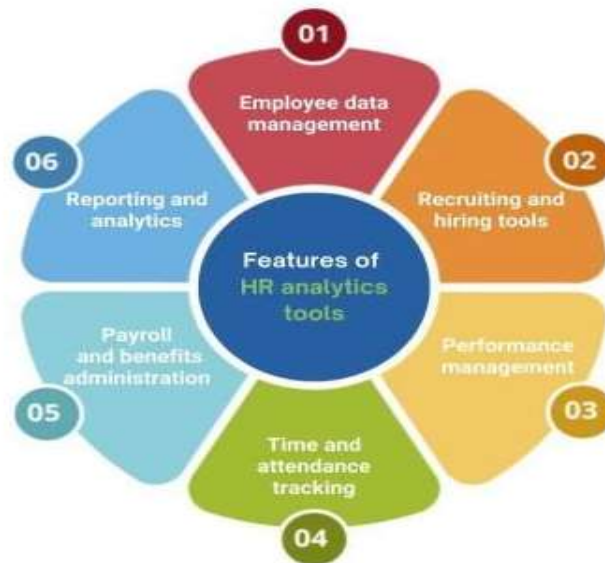 01
Employee data
management
02
Recruiting and
hiring tools
03
Performance
management
04
Time and
attendance
tracking
05
Payroll
and benefits
administration
06
Reporting and
analytics
Features of
HR analytics
tools